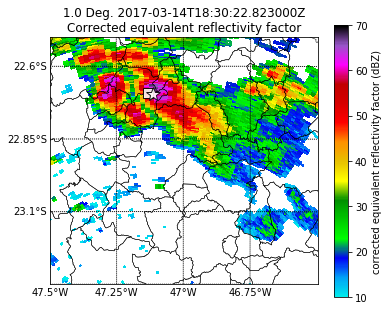 1.0 Deg. 2017-03-14T18:30:22.823000Z
Corrected equivalent reflectivity factor
70
60
50
40
30
20
10
corrected equivalent reflectivity factor (dBZ)
22.6°S
22.85°S
23.1°S
47.5°W 47.25°W 47°W 46.75°W